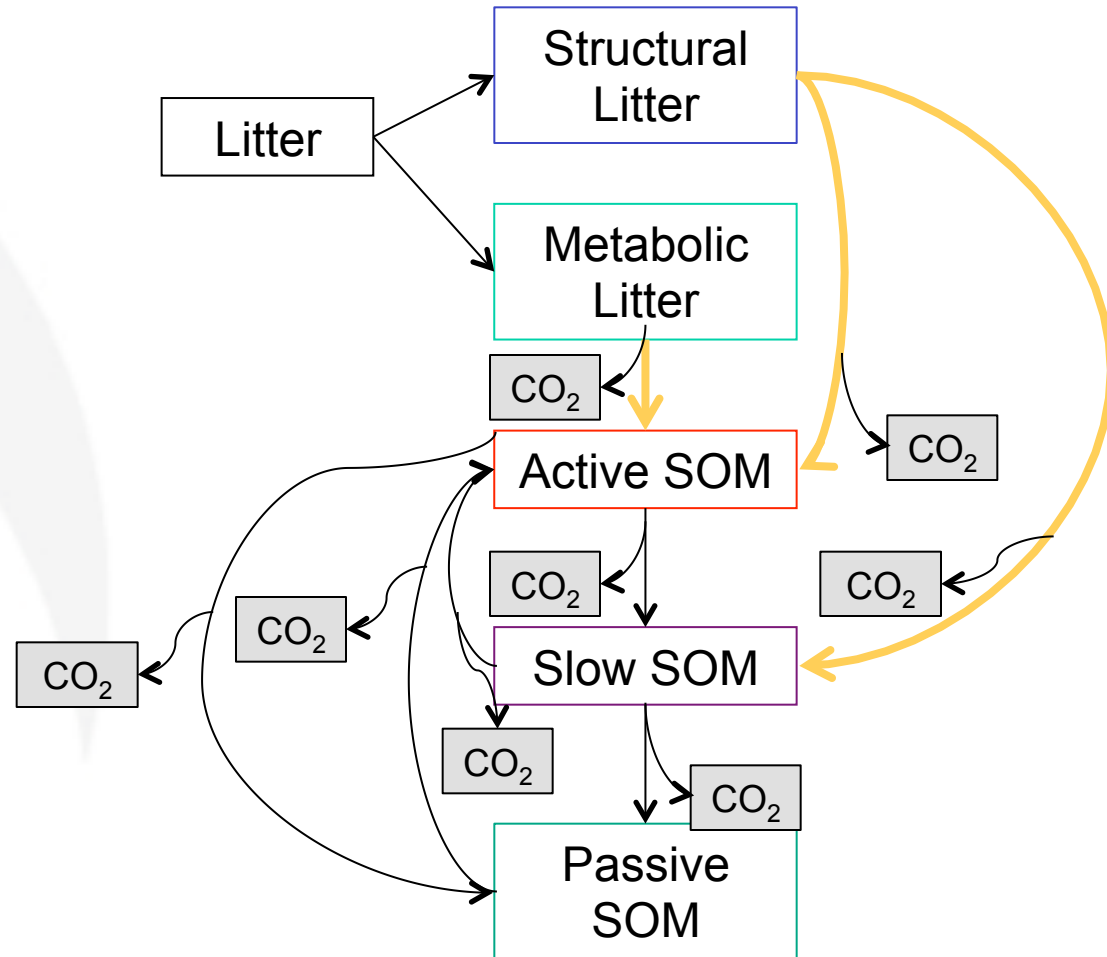 Structural
Litter
Litter
Metabolic
Litter
CO₂
Active SOM
CO₂
CO₂
CO₂
CO₂
CO₂
Slow SOM
CO₂
CO₂
Passive
SOM